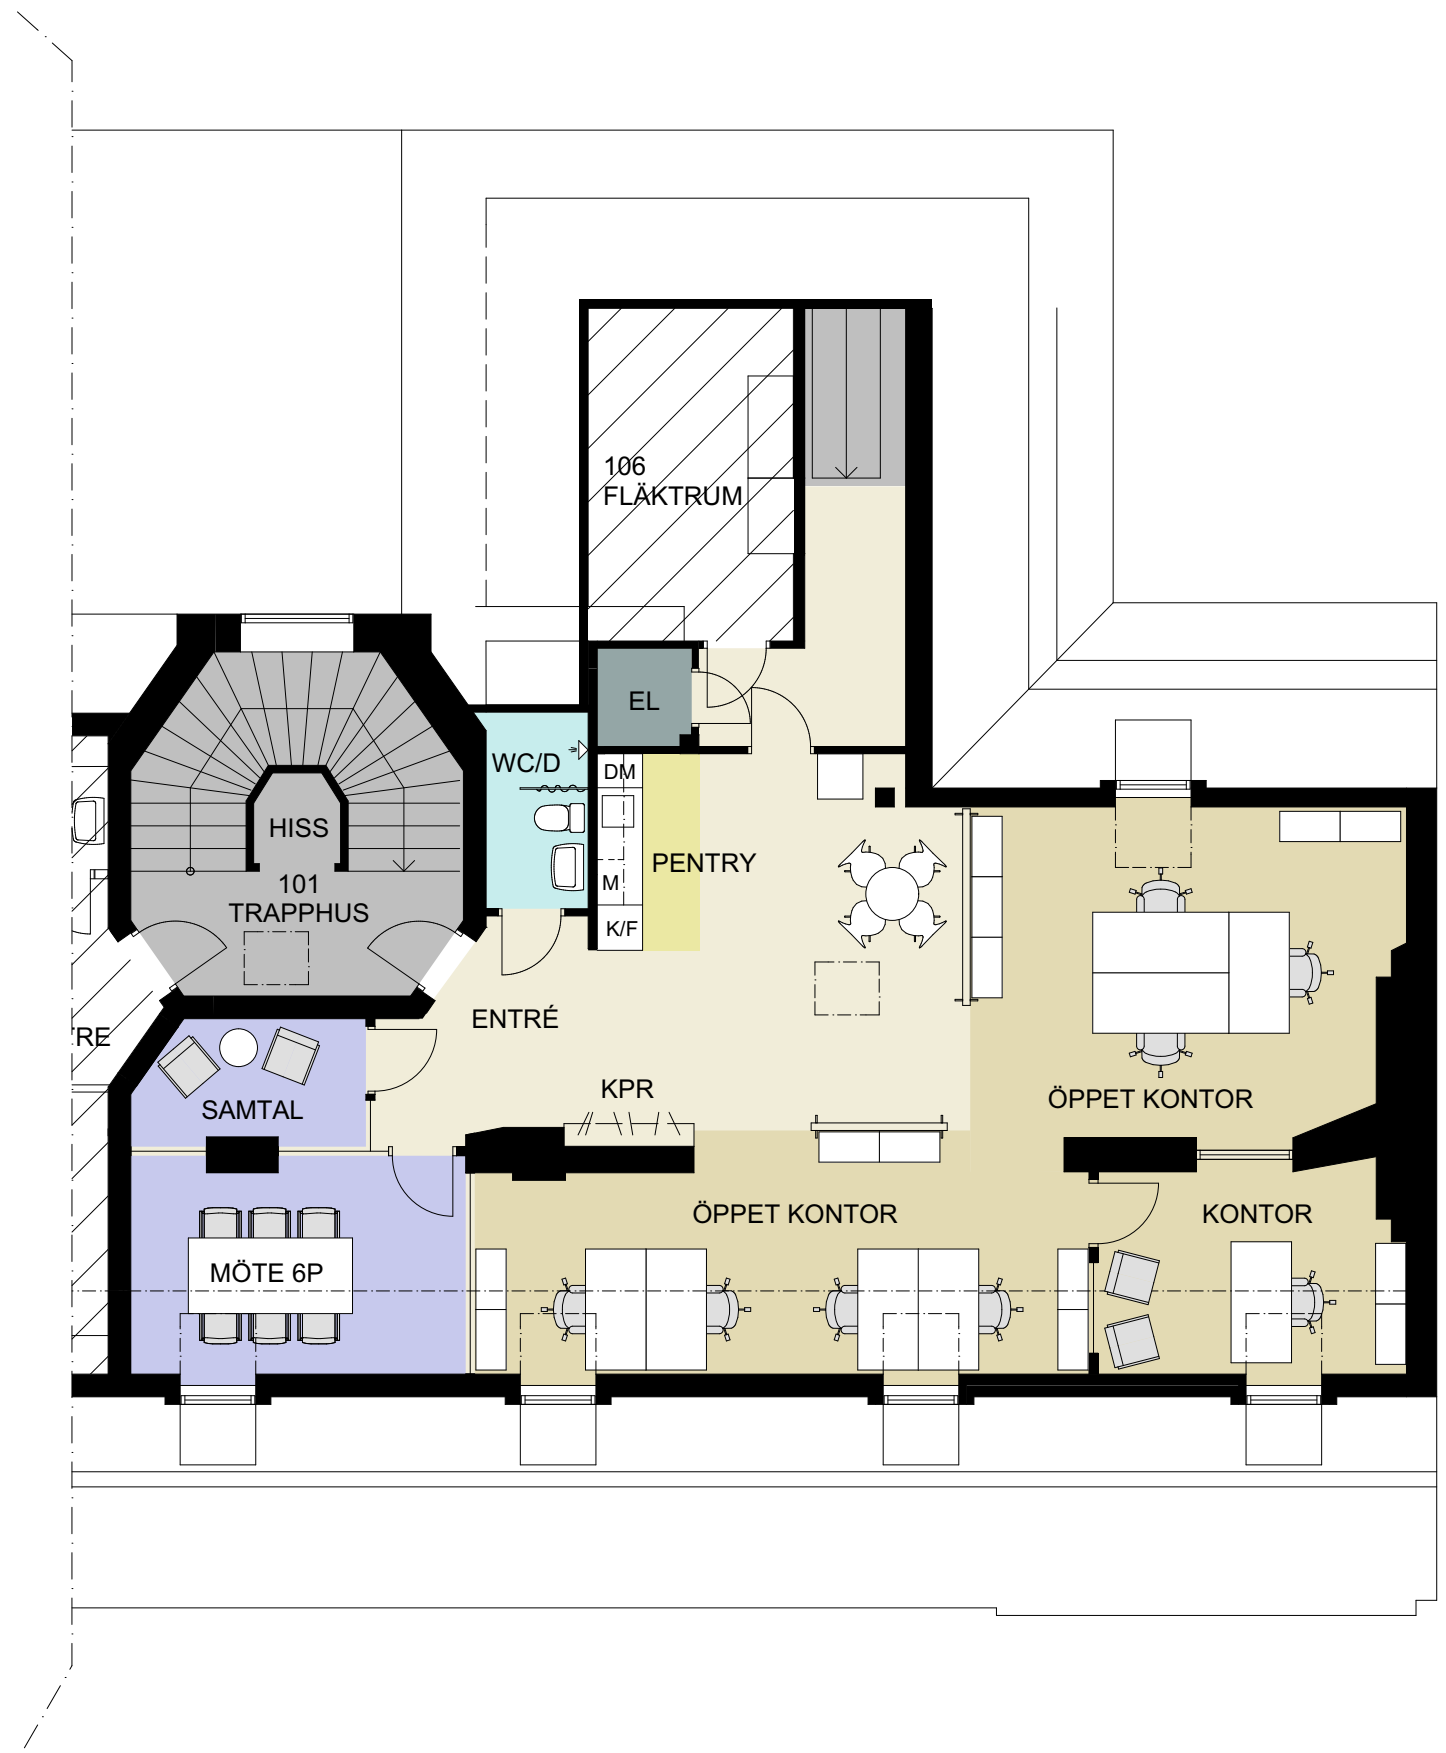 106
FLÄKTRUM
EL
WC/D
DM
HISS
PENTRY
M
101
TRAPPHUS
K/F
ENTRÉ
TRE
KPR
SAMTAL
ÖPPET KONTOR
ÖPPET KONTOR
KONTOR
MÖTE 6P